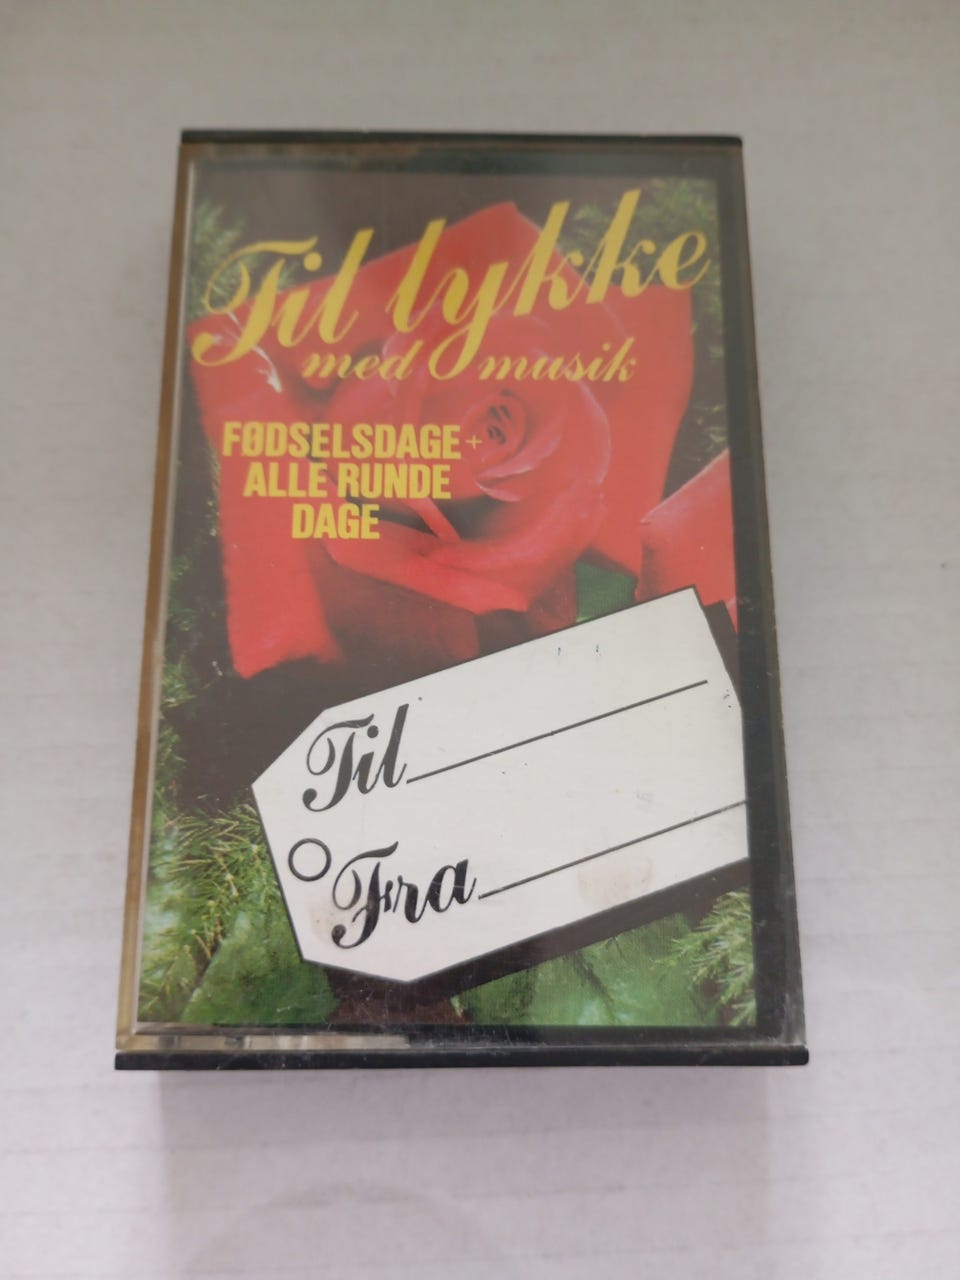 Til lykke
med musik
FØDSELSDAGE +
ALLE RUNDE
DAGE
Til
Fra